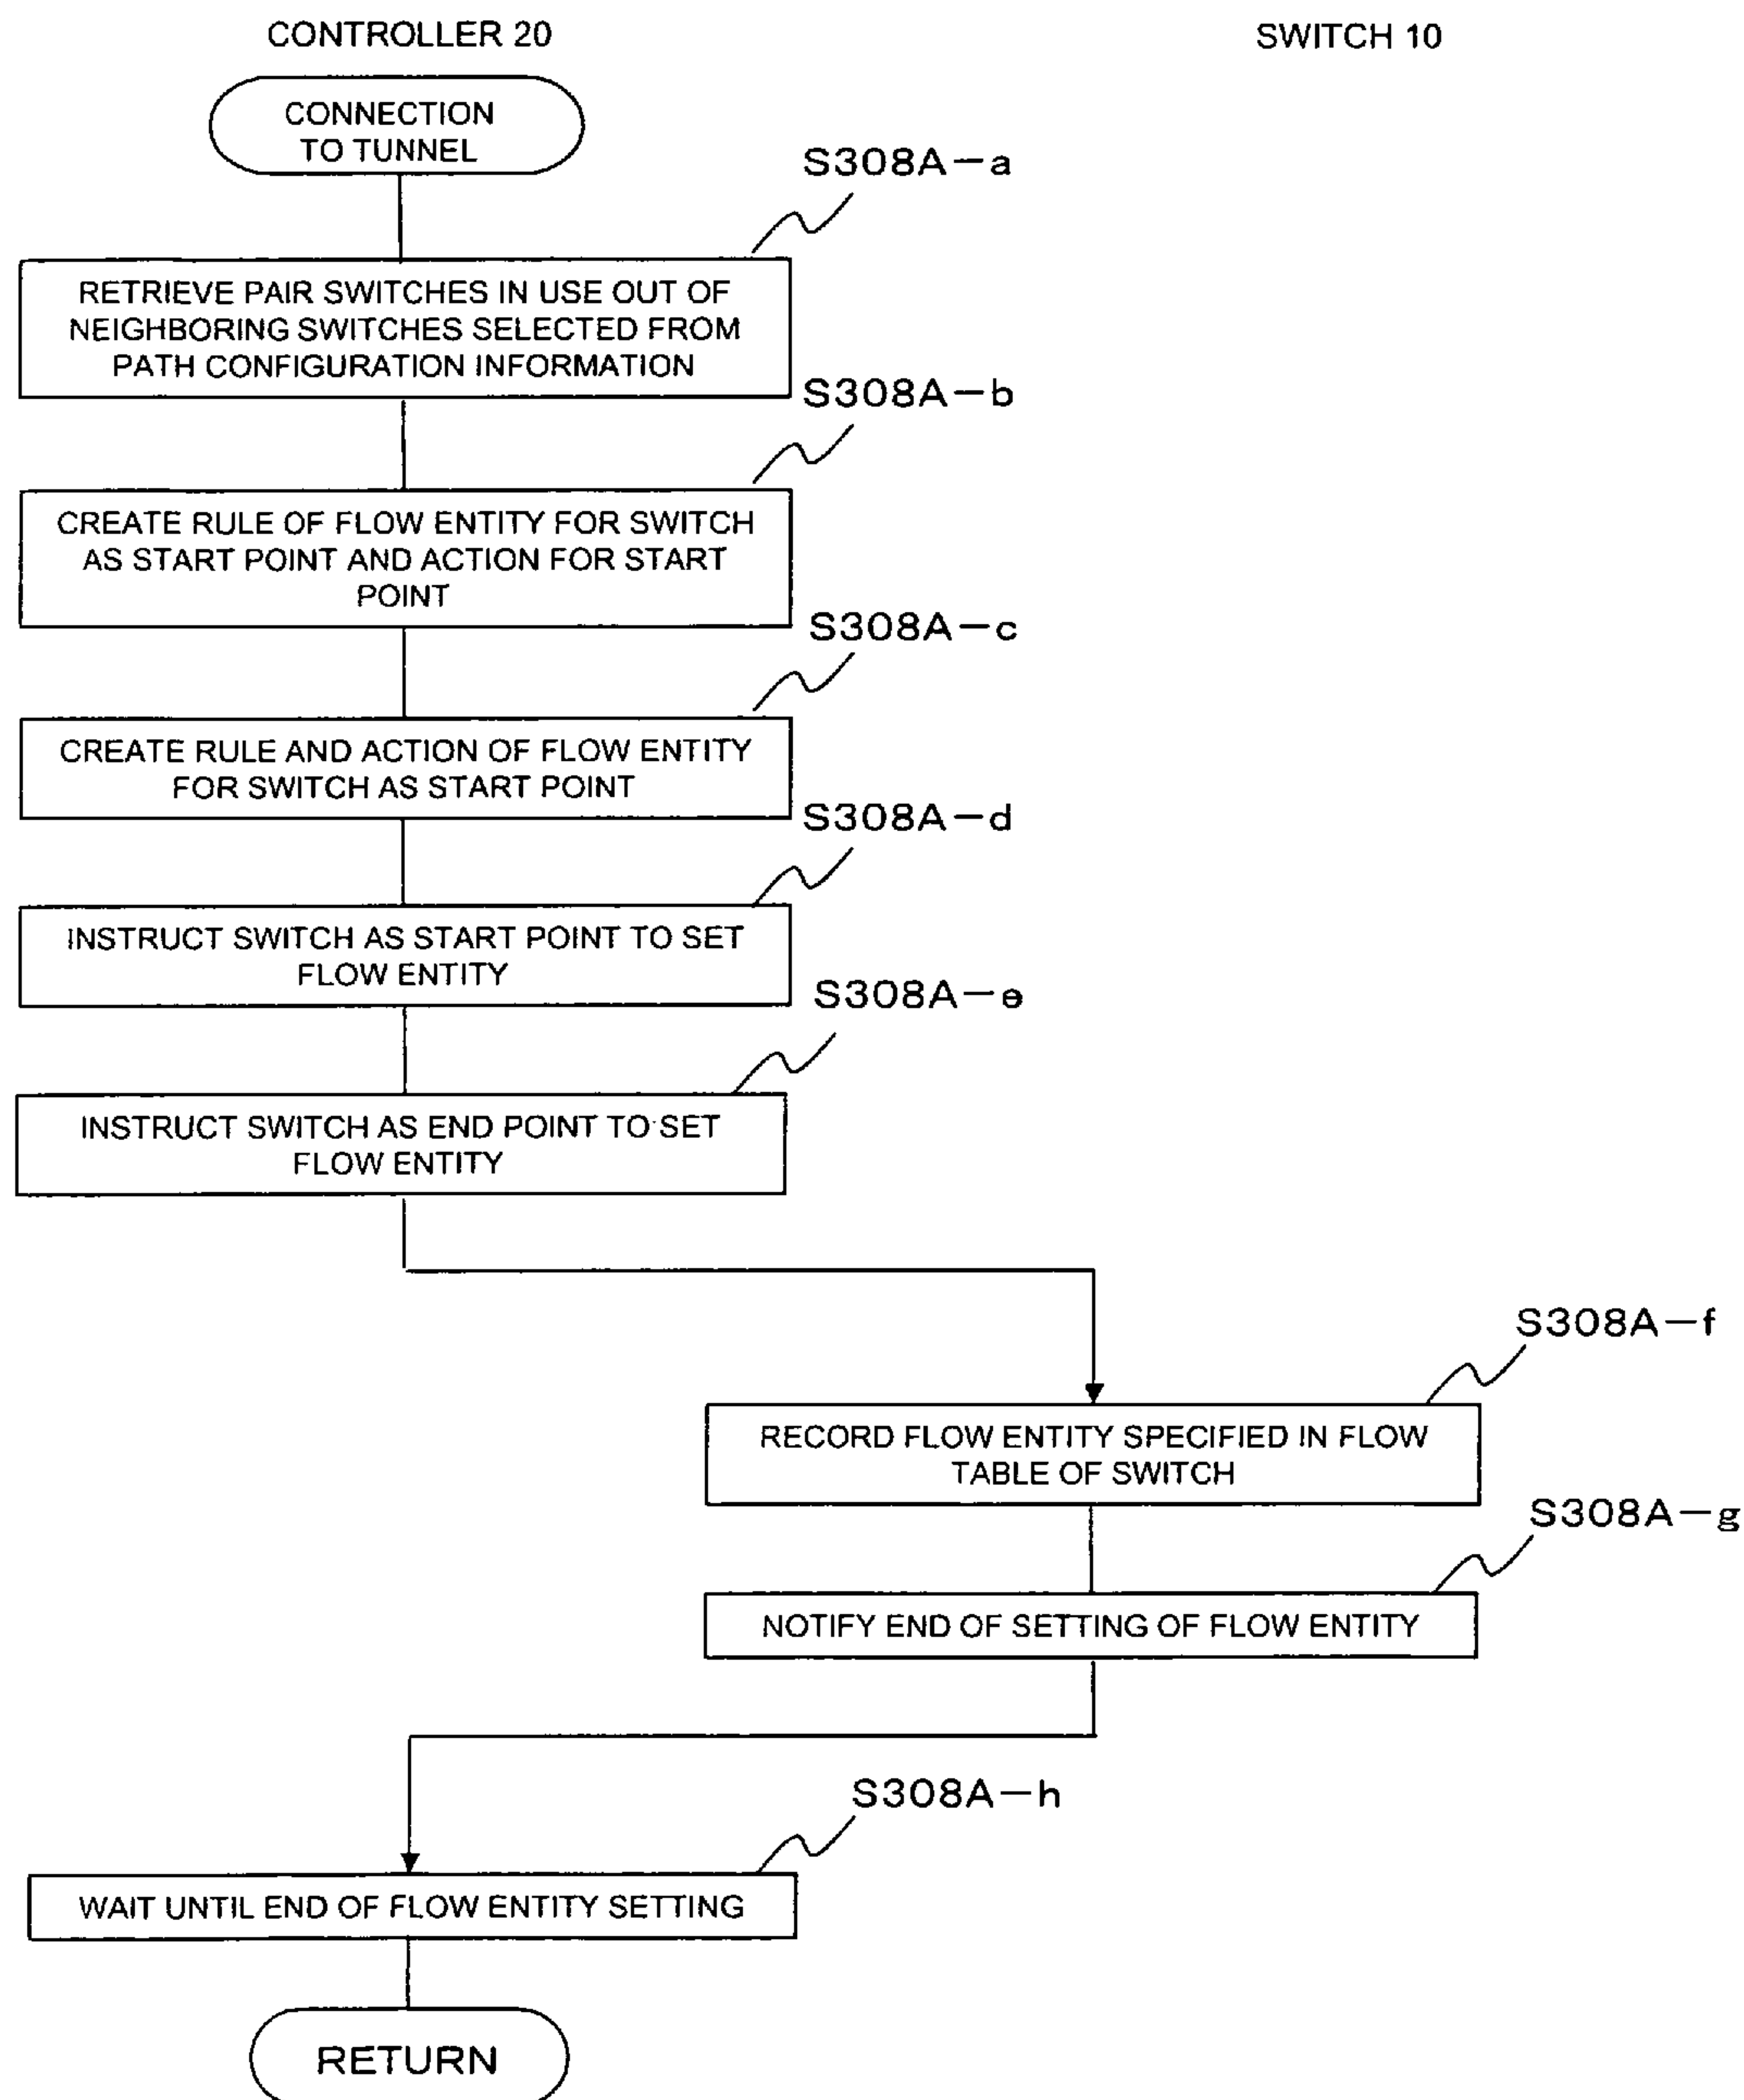 CONTROLLER 20
SWITCH 10
CONNECTION
TO TUNNEL
S308A-a
RETRIEVE PAIR SWITCHES IN USE OUT OF
NEIGHBORING SWITCHES SELECTED FROM
PATH CONFIGURATION INFORMATION
S308A-b
CREATE RULE OF FLOW ENTITY FOR SWITCH
AS START POINT AND ACTION FOR START
POINT
S308A-c
CREATE RULE AND ACTION OF FLOW ENTITY
FOR SWITCH AS START POINT
S308A-d
INSTRUCT SWITCH AS START POINT TO SET
FLOW ENTITY
S308A-e
INSTRUCT SWITCH AS END POINT TO SET
FLOW ENTITY
S308A-f
RECORD FLOW ENTITY SPECIFIED IN FLOW
TABLE OF SWITCH
S308A-g
NOTIFY END OF SETTING OF FLOW ENTITY
S308A-h
WAIT UNTIL END OF FLOW ENTITY SETTING
RETURN